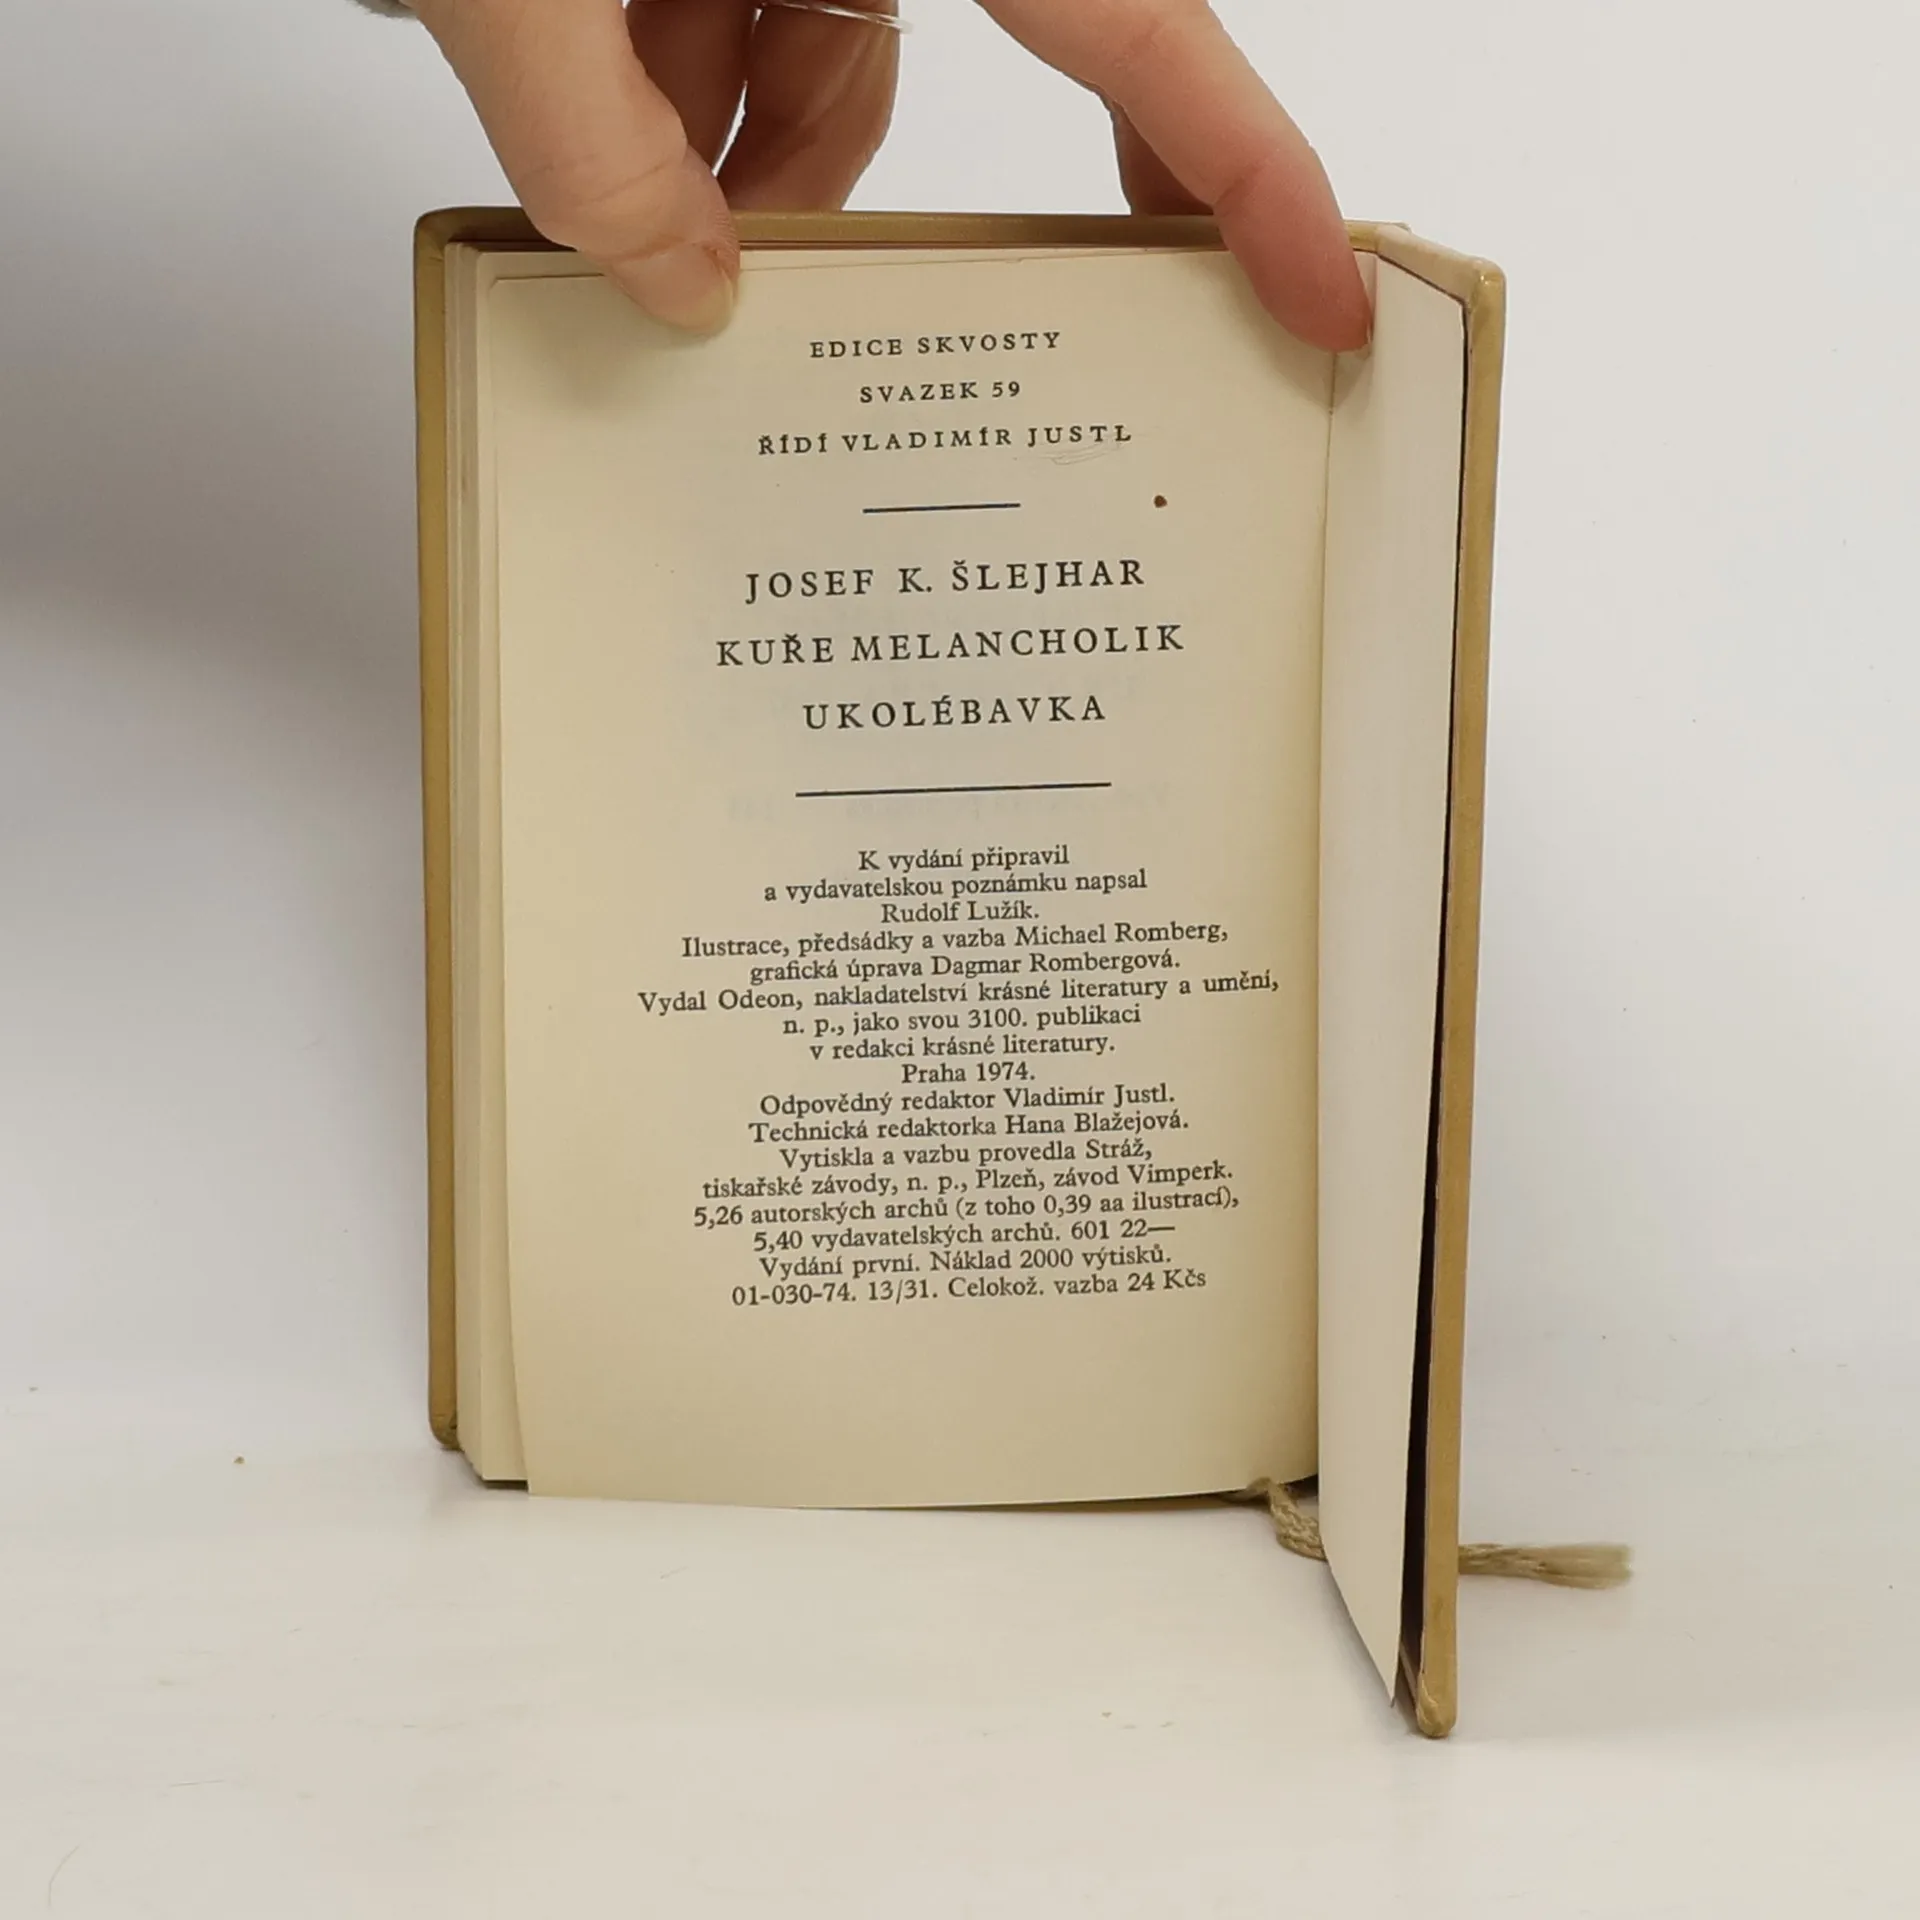 EDICE SKVOSTY
SVAZEK 59
ŘÍDÍ VLADIMÍR JUSTL
JOSEF K. ŠLEJHAR
KUŘE MELANCHOLIK
UKOLÉBAVKA
K vydání připravil
a vydavatelskou poznámku napsal
Rudolf Lužík.
Ilustrace, předsádky a vazba Michael Romberg,
grafická úprava Dagmar Rombergová.
Vydal Odeon, nakladatelství krásné literatury a umění,
n. p., jako svou 3100. publikaci
v redakci krásné literatury.
Praha 1974.
Odpovědný redaktor Vladimír Justl.
Technická redaktorka Hana Blažejová.
Vytiskla a vazbu provedla Stráž,
tiskařské závody, n. p., Plzeň, závod Vimperk.
5,26 autorských archů (z toho 0,39 aa ilustrací),
5,40 vydavatelských archů. 601 22—
Vydání první. Náklad 2000 výtisků.
01-030-74. 13/31. Celokož. vazba 24 Kčs